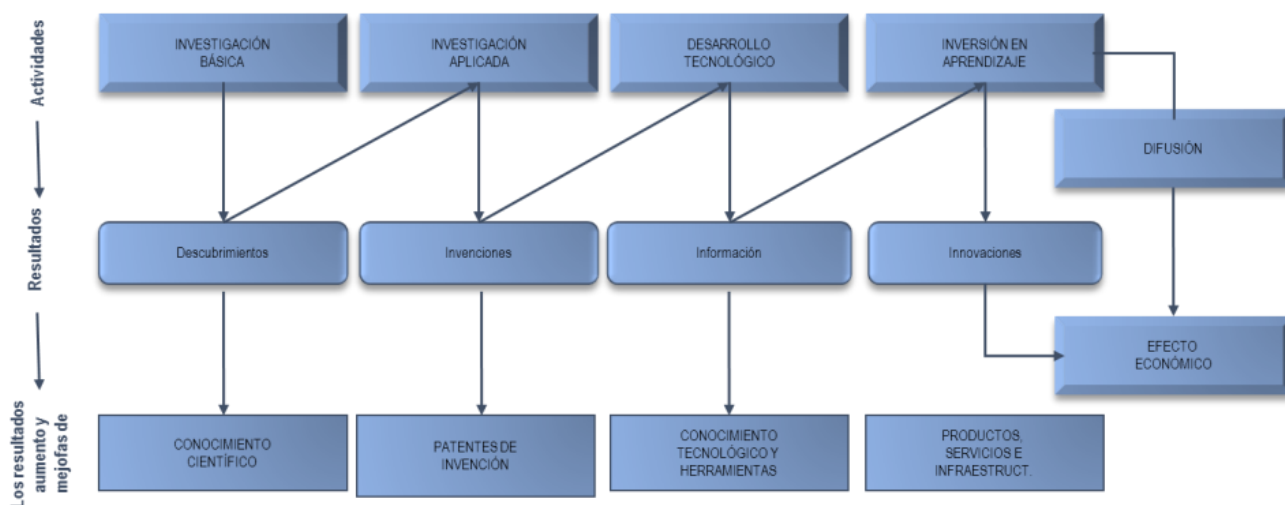 Actividades
INVESTIGACIÓN
BÁSICA
INVESTIGACIÓN
APLICADA
DESARROLLO
TECNOLÓGICO
INVERSIÓN EN
APRENDIZAJE
DIFUSIÓN
Resultados
Descubrimientos
Invenciones
Información
Innovaciones
EFECTO
ECONÓMICO
Los resultados
aumento y
mejofas de
CONOCIMIENTO
CIENTÍFICO
PATENTES DE
INVENCIÓN
CONOCIMIENTO
TECNOLÓGICO Y
HERRAMIENTAS
PRODUCTOS,
SERVICIOS E
INFRAESTRUCT.